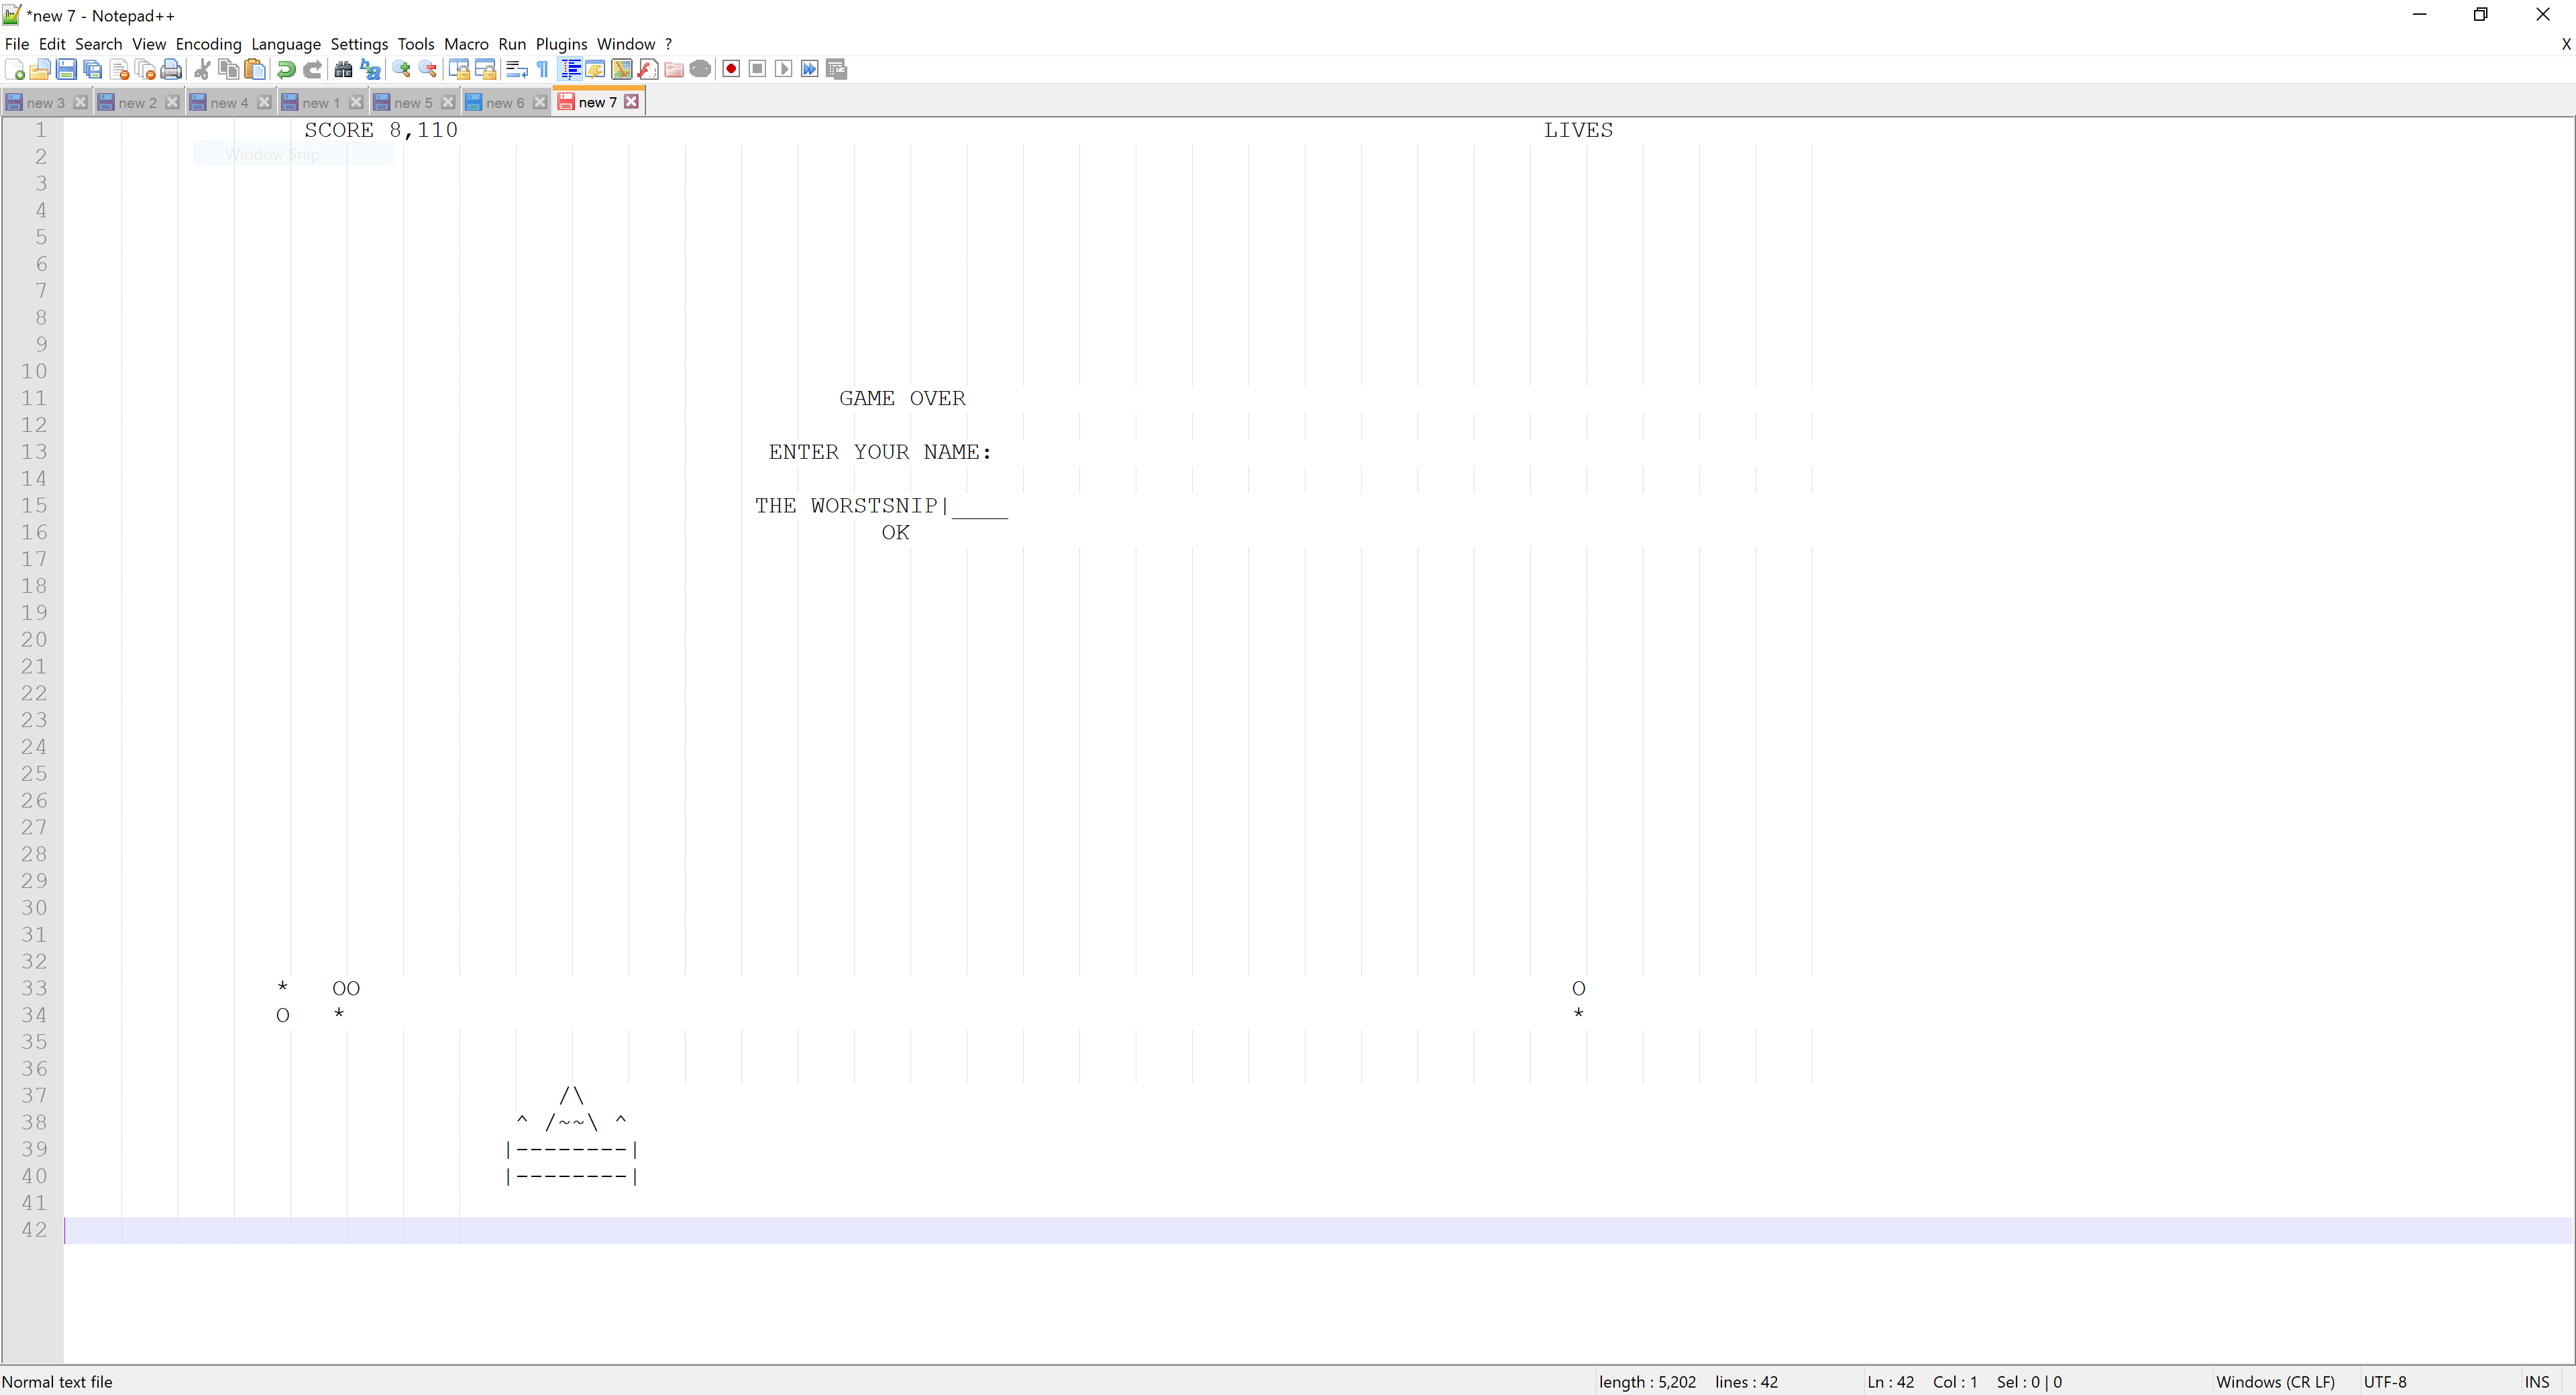 *new 7 - Notepad++
File Edit Search View Encoding Language Settings Tools Macro Run Plugins Window ? X
new 3 new 2 new 4 new 1 new 5 new 6 new 7
1 SCORE 8,110 LIVES
Window Snip
2
3
4
5
6
7
8
9
10
11 GAME OVER
12
13 ENTER YOUR NAME:
14
15 THE WORSTSNIP|____
16 OK
17
18
19
20
21
22
23
24
25
26
27
28
29
30
31
32
33 * OO O
34 O * *
35
36
37 /\
38 ^ /~~\ ^
39 |--------|
40 |--------|
41
42
Normal text file length : 5,202 lines : 42 Ln : 42 Col : 1 Sel : 0 | 0 Windows (CR LF) UTF-8 INS